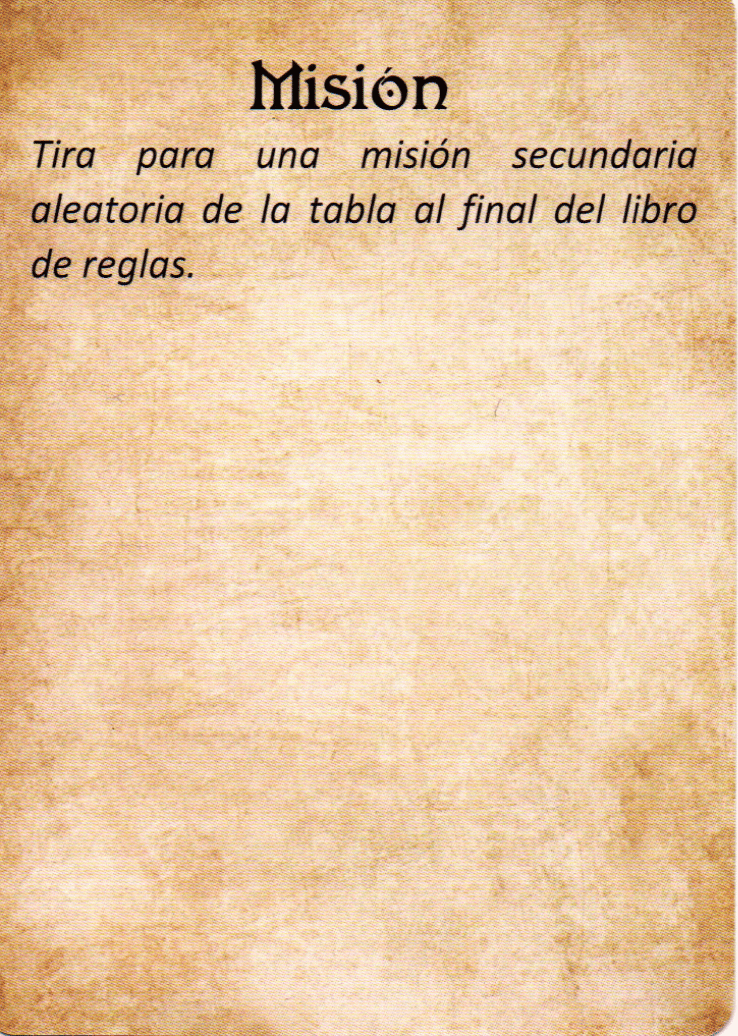 Misión
Tira para una misión secundaria
aleatoria de la tabla al final del libro
de reglas.